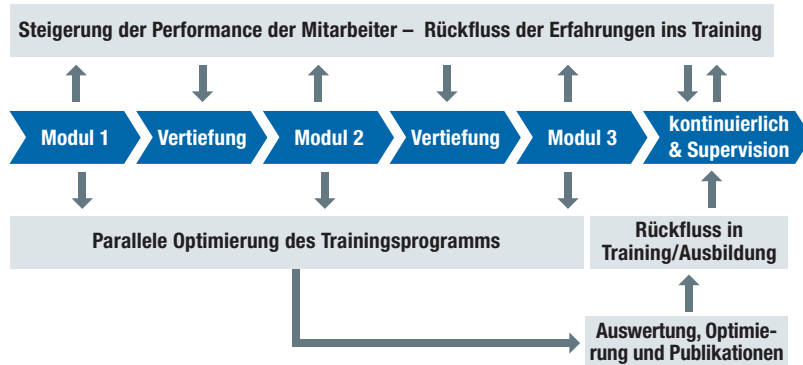 Steigerung der Performance der Mitarbeiter – Rückfluss der Erfahrungen ins Training
Modul 1
Vertiefung
Modul 2
Vertiefung
Modul 3
kontinuierlich
& Supervision
Parallele Optimierung des Trainingsprogramms
Rückfluss in
Training/Ausbildung
Auswertung, Optimie-
rung und Publikationen